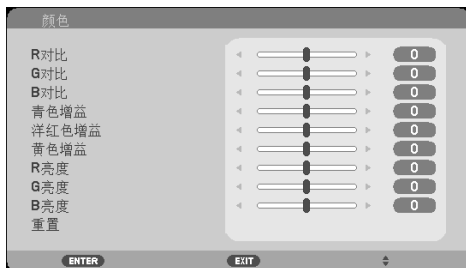 颜色
R对比 0
G对比 0
B对比 0
青色增益 0
洋红色增益 0
黄色增益 0
R亮度 0
G亮度 0
B亮度 0
重置
ENTER EXIT